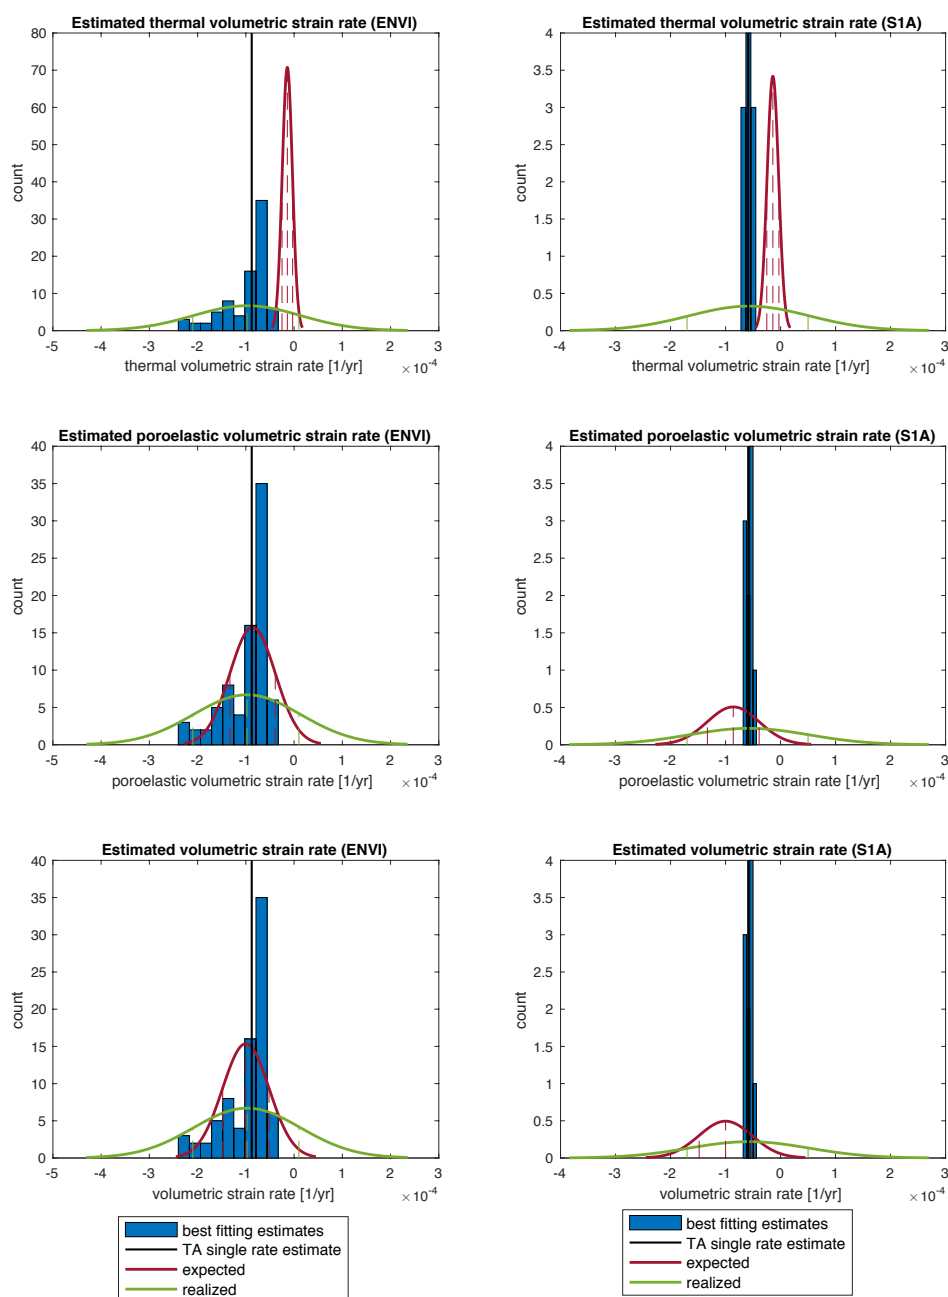 Estimated thermal volumetric strain rate (ENVI)
80
70
60
50
40
30
20
10
0
count
-5 -4 -3 -2 -1 0 1 2 3
thermal volumetric strain rate [1/yr] × 10^-4
Estimated thermal volumetric strain rate (S1A)
4
3.5
3
2.5
2
1.5
1
0.5
0
count
-4 -3 -2 -1 0 1 2 3
thermal volumetric strain rate [1/yr] × 10^-4
Estimated poroelastic volumetric strain rate (ENVI)
40
35
30
25
20
15
10
5
0
count
-5 -4 -3 -2 -1 0 1 2 3
poroelastic volumetric strain rate [1/yr] × 10^-4
Estimated poroelastic volumetric strain rate (S1A)
4
3.5
3
2.5
2
1.5
1
0.5
0
count
-4 -3 -2 -1 0 1 2 3
poroelastic volumetric strain rate [1/yr] × 10^-4
Estimated volumetric strain rate (ENVI)
40
35
30
25
20
15
10
5
0
count
-5 -4 -3 -2 -1 0 1 2 3
volumetric strain rate [1/yr] × 10^-4
Estimated volumetric strain rate (S1A)
4
3.5
3
2.5
2
1.5
1
0.5
0
count
-4 -3 -2 -1 0 1 2 3
volumetric strain rate [1/yr] × 10^-4
best fitting estimates
TA single rate estimate
expected
realized
best fitting estimates
TA single rate estimate
expected
realized